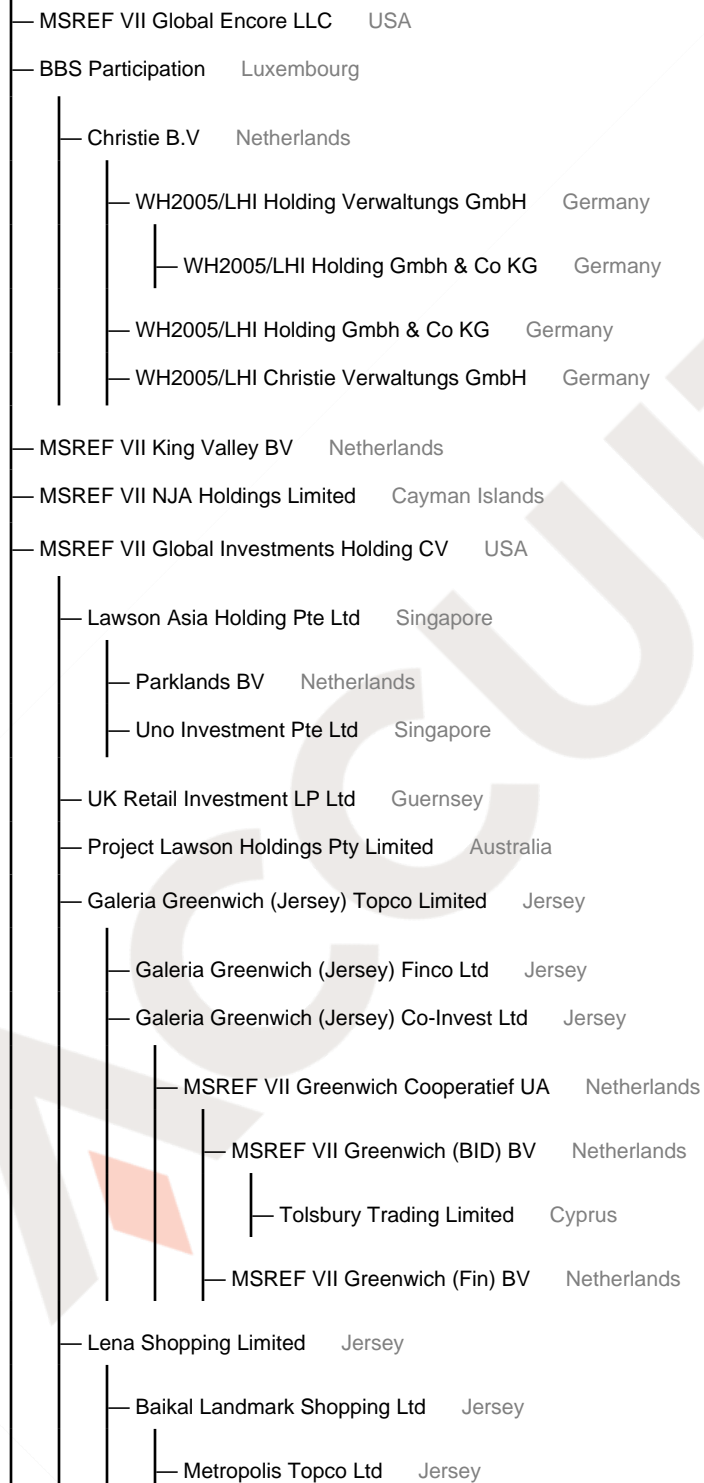 MSREF VII Global Encore LLC USA
BBS Participation Luxembourg
Christie B.V Netherlands
WH2005/LHI Holding Verwaltungs GmbH Germany
WH2005/LHI Holding Gmbh & Co KG Germany
WH2005/LHI Holding Gmbh & Co KG Germany
WH2005/LHI Christie Verwaltungs GmbH Germany
MSREF VII King Valley BV Netherlands
MSREF VII NJA Holdings Limited Cayman Islands
MSREF VII Global Investments Holding CV USA
Lawson Asia Holding Pte Ltd Singapore
Parklands BV Netherlands
Uno Investment Pte Ltd Singapore
UK Retail Investment LP Ltd Guernsey
Project Lawson Holdings Pty Limited Australia
Galeria Greenwich (Jersey) Topco Limited Jersey
Galeria Greenwich (Jersey) Finco Ltd Jersey
Galeria Greenwich (Jersey) Co-Invest Ltd Jersey
MSREF VII Greenwich Cooperatief UA Netherlands
MSREF VII Greenwich (BID) BV Netherlands
Tolsbury Trading Limited Cyprus
MSREF VII Greenwich (Fin) BV Netherlands
Lena Shopping Limited Jersey
Baikal Landmark Shopping Ltd Jersey
Metropolis Topco Ltd Jersey